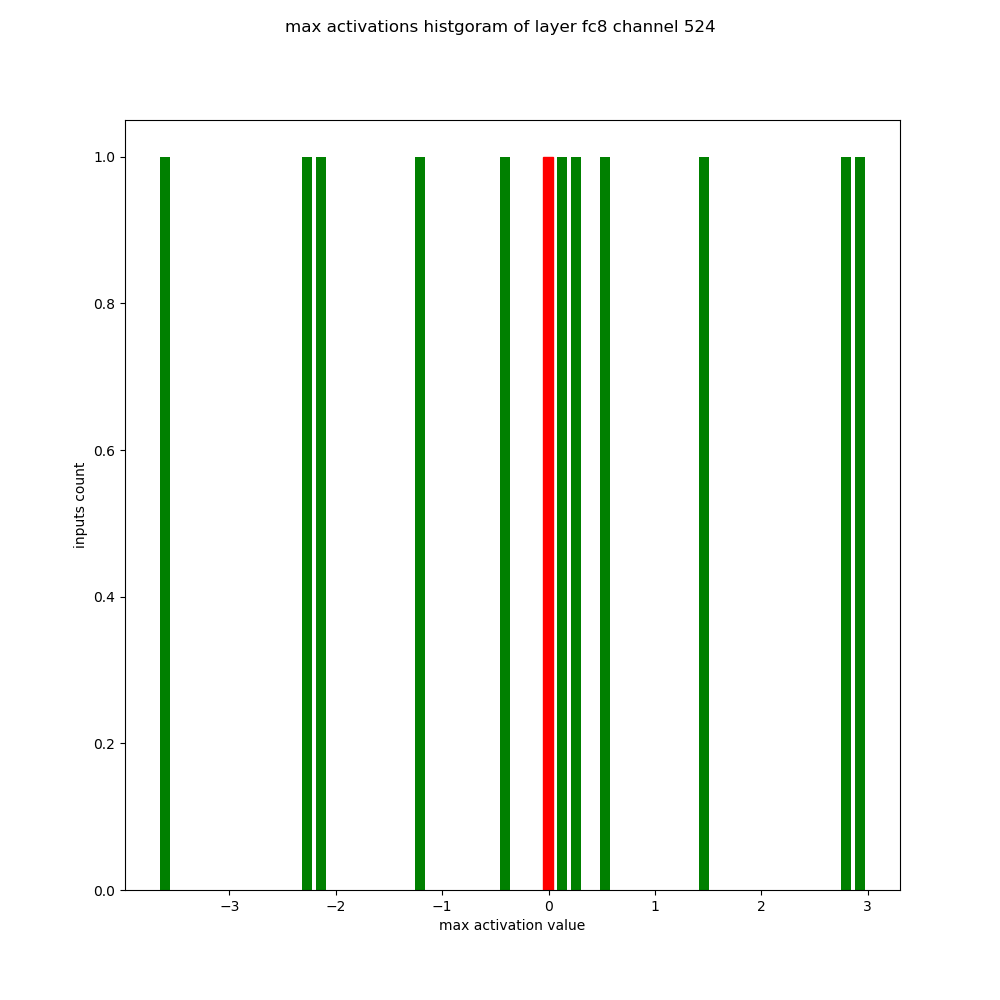 max activations histgoram of layer fc8 channel 524
1.0
0.8
0.6
0.4
0.2
0.0
inputs count
−3 −2 −1 0 1 2 3
max activation value